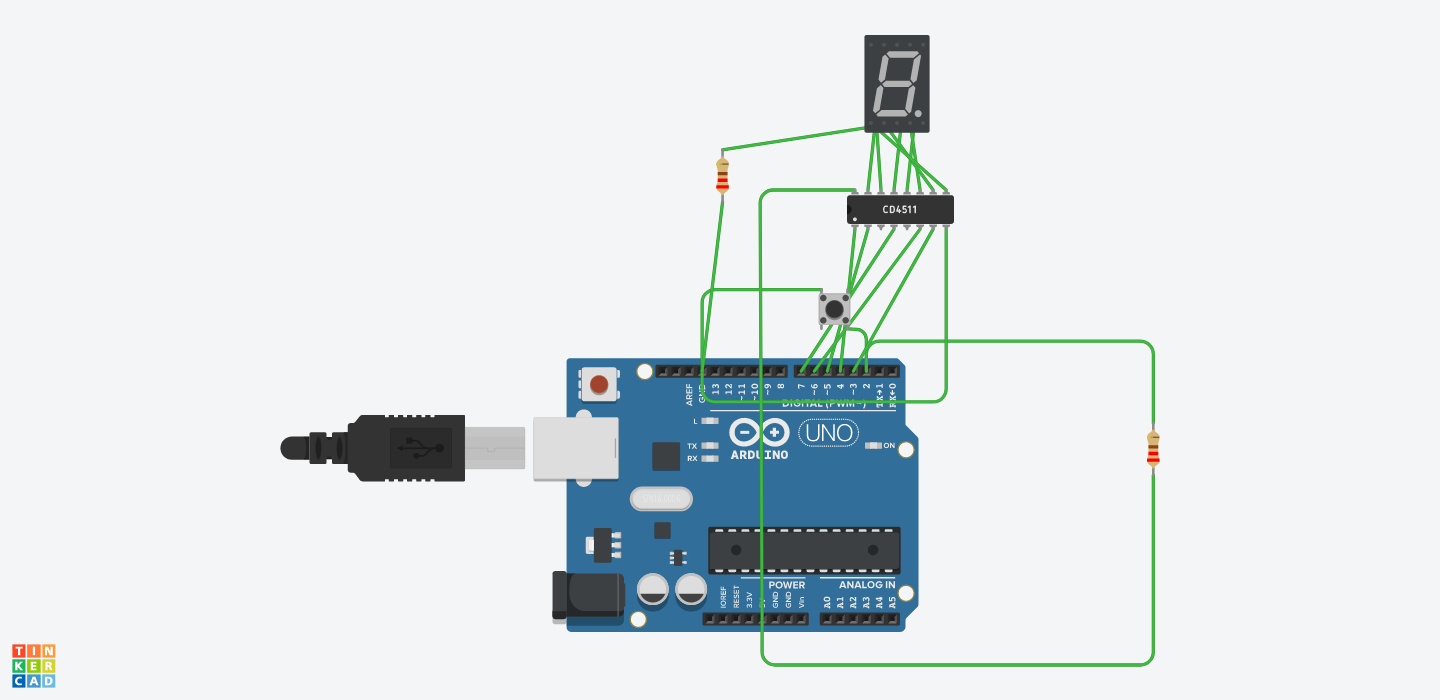 CD4511
AREF
GND
13
12
~11
~10
~9
8
7
~6
~5
4
~3
2
TX→1
RX←0
DIGITAL (PWM~)
L
TX
RX
ON
UNO
ARDUINO
POWER
ANALOG IN
IOREF
RESET
3.3V
5V
GND
GND
Vin
A0
A1
A2
A3
A4
A5
TIN
KER
CAD